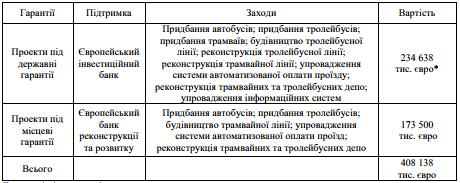 Гарантії Підтримка Заходи Вартість
Проекти під державні гарантії
Європейський інвестиційний банк
Придбання автобусів; придбання тролейбусів;
придбання трамваїв; будівництво тролейбусної
лінії; реконструкція тролейбусної лінії;
реконструкція трамвайної лінії; упровадження
системи автоматизованої оплати проїзду;
реконструкція трамвайних та тролейбусних депо;
упровадження інформаційних систем
234 638
тис. євро*
Проекти під місцеві гарантії
Європейський банк реконструкції та розвитку
Придбання автобусів; придбання тролейбусів;
будівництво трамвайної лінії; упровадження
системи автоматизованої оплати проїзд;
реконструкція трамвайних та тролейбусних депо
173 500
тис. євро
Всього
408 138
тис. євро